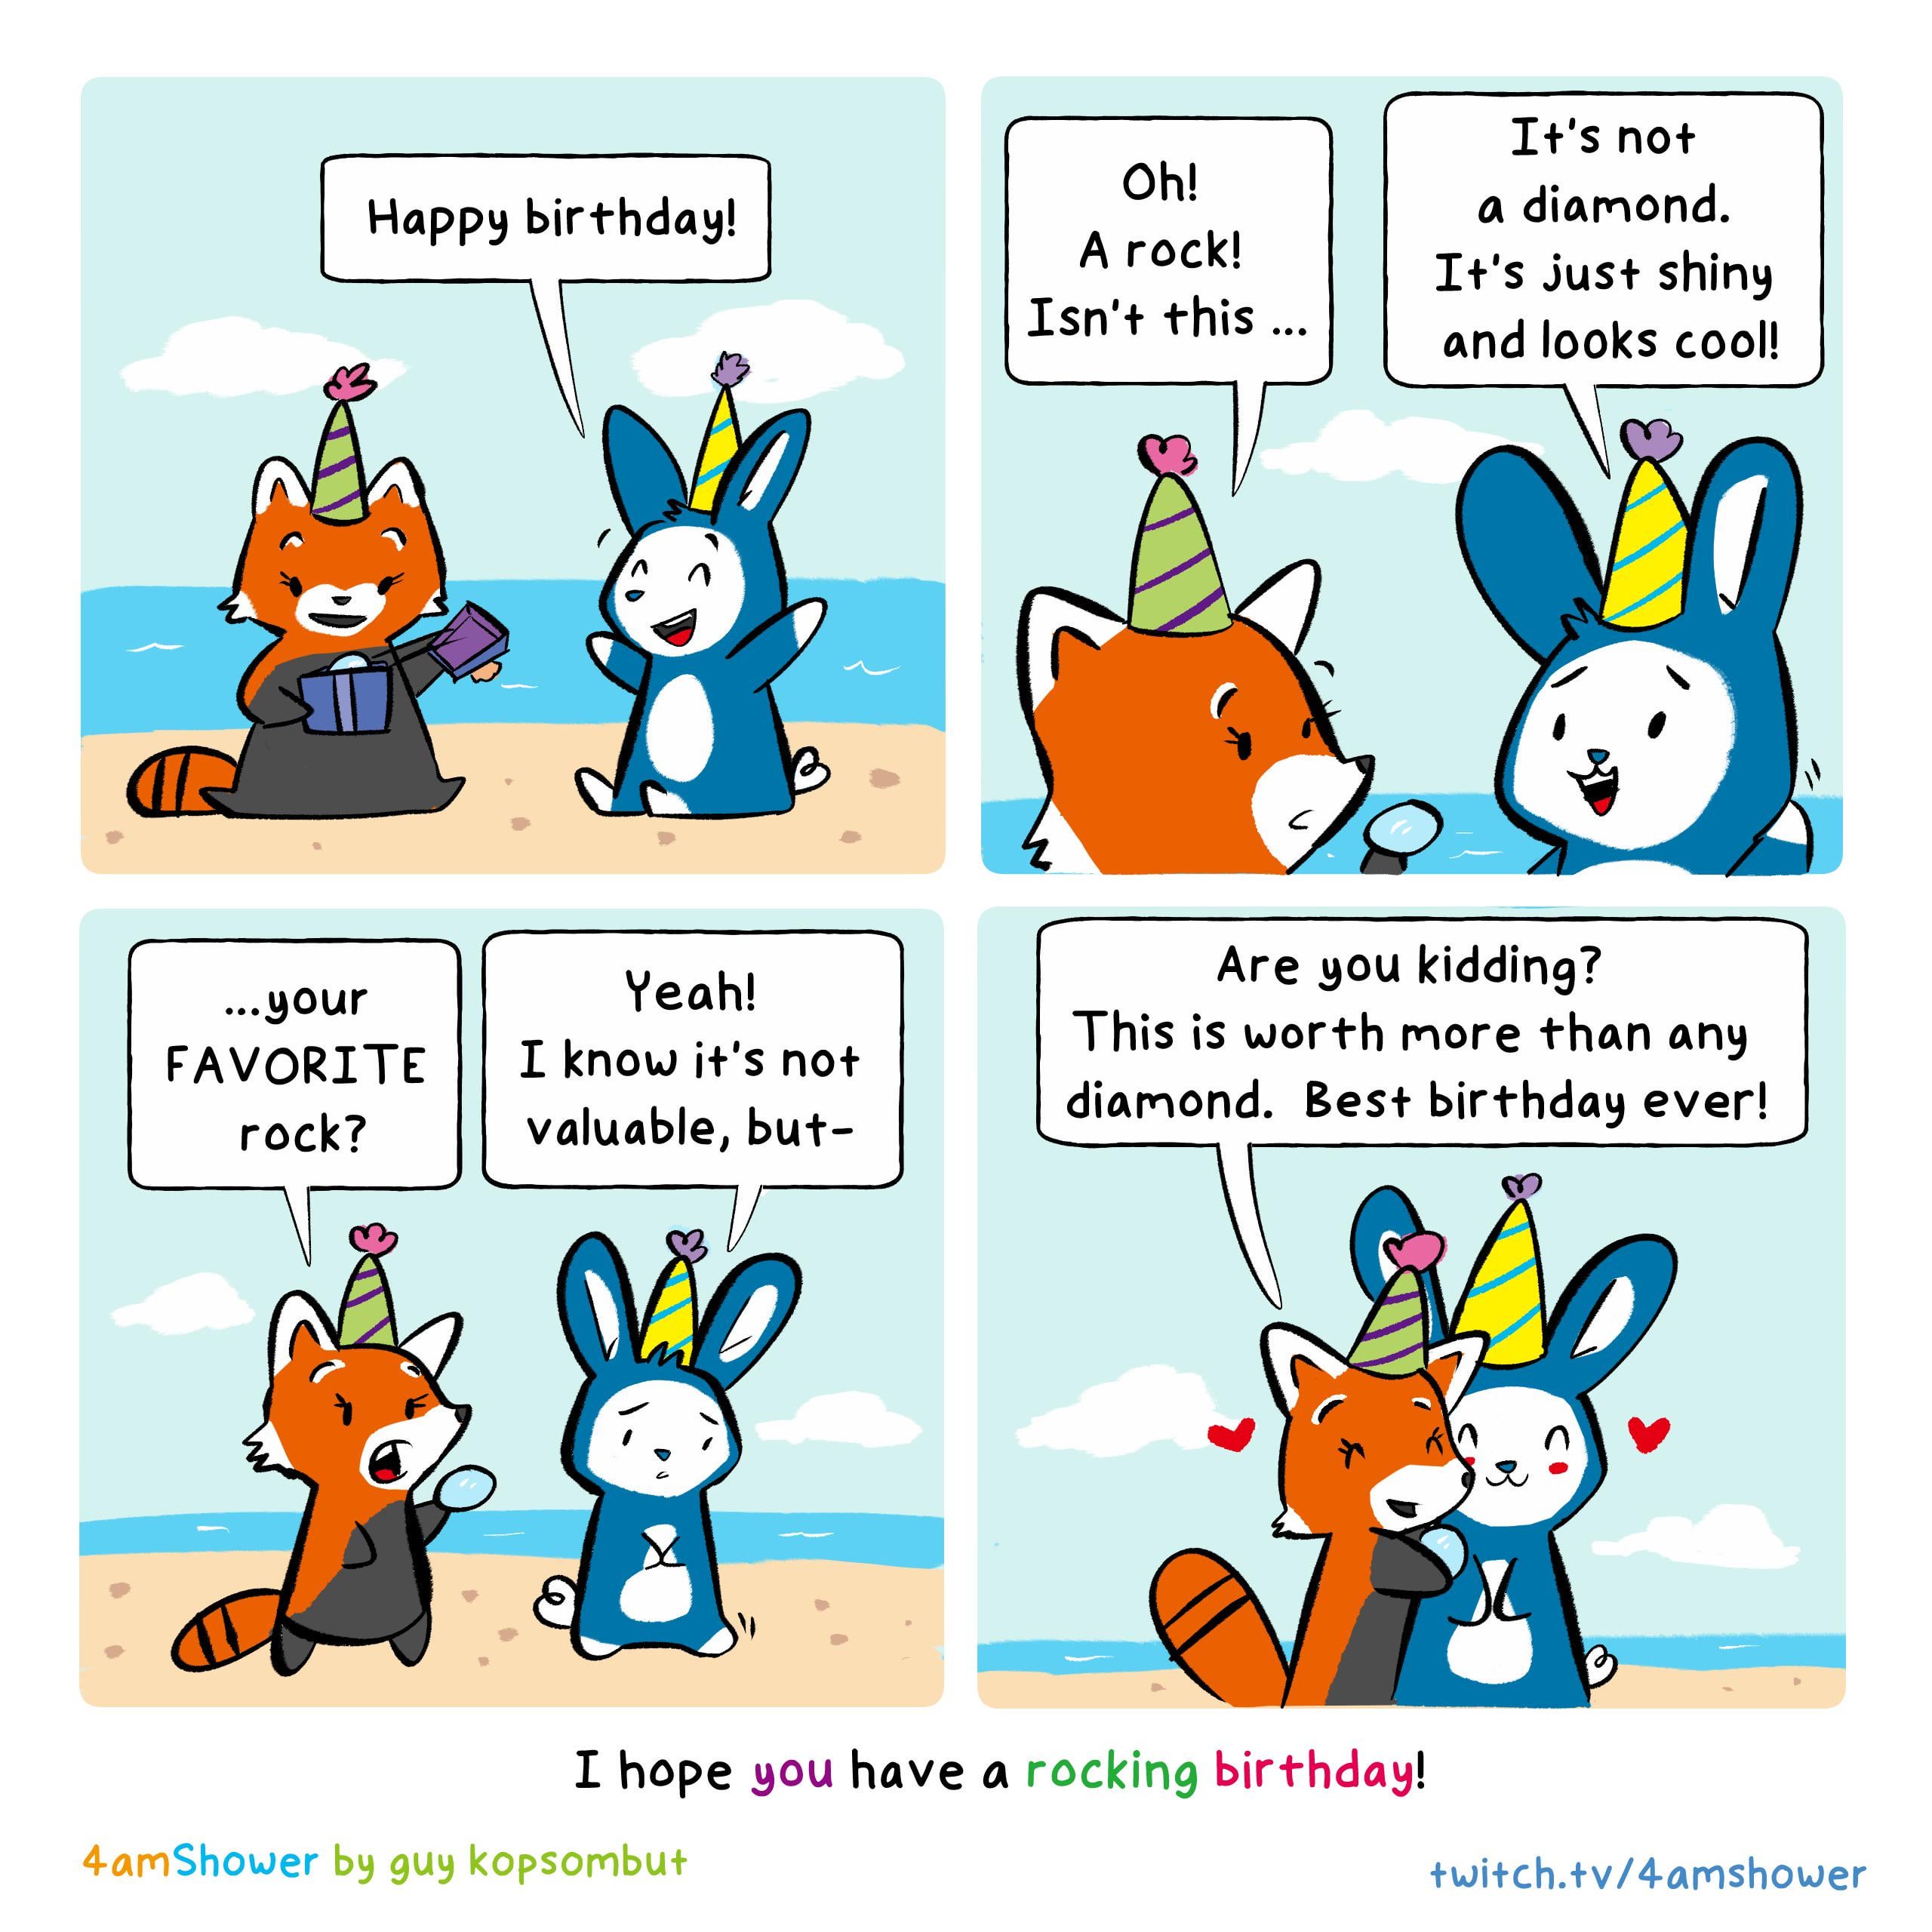 Happy birthday!
Oh!
A rock!
Isn't this ...
It's not
a diamond.
It's just shiny
and looks cool!
...your
FAVORITE
rock?
Yeah!
I know it's not
valuable, but-
Are you kidding?
This is worth more than any
diamond. Best birthday ever!
I hope you have a rocking birthday!
4amShower by guy kopsombut
twitch.tv/4amshower